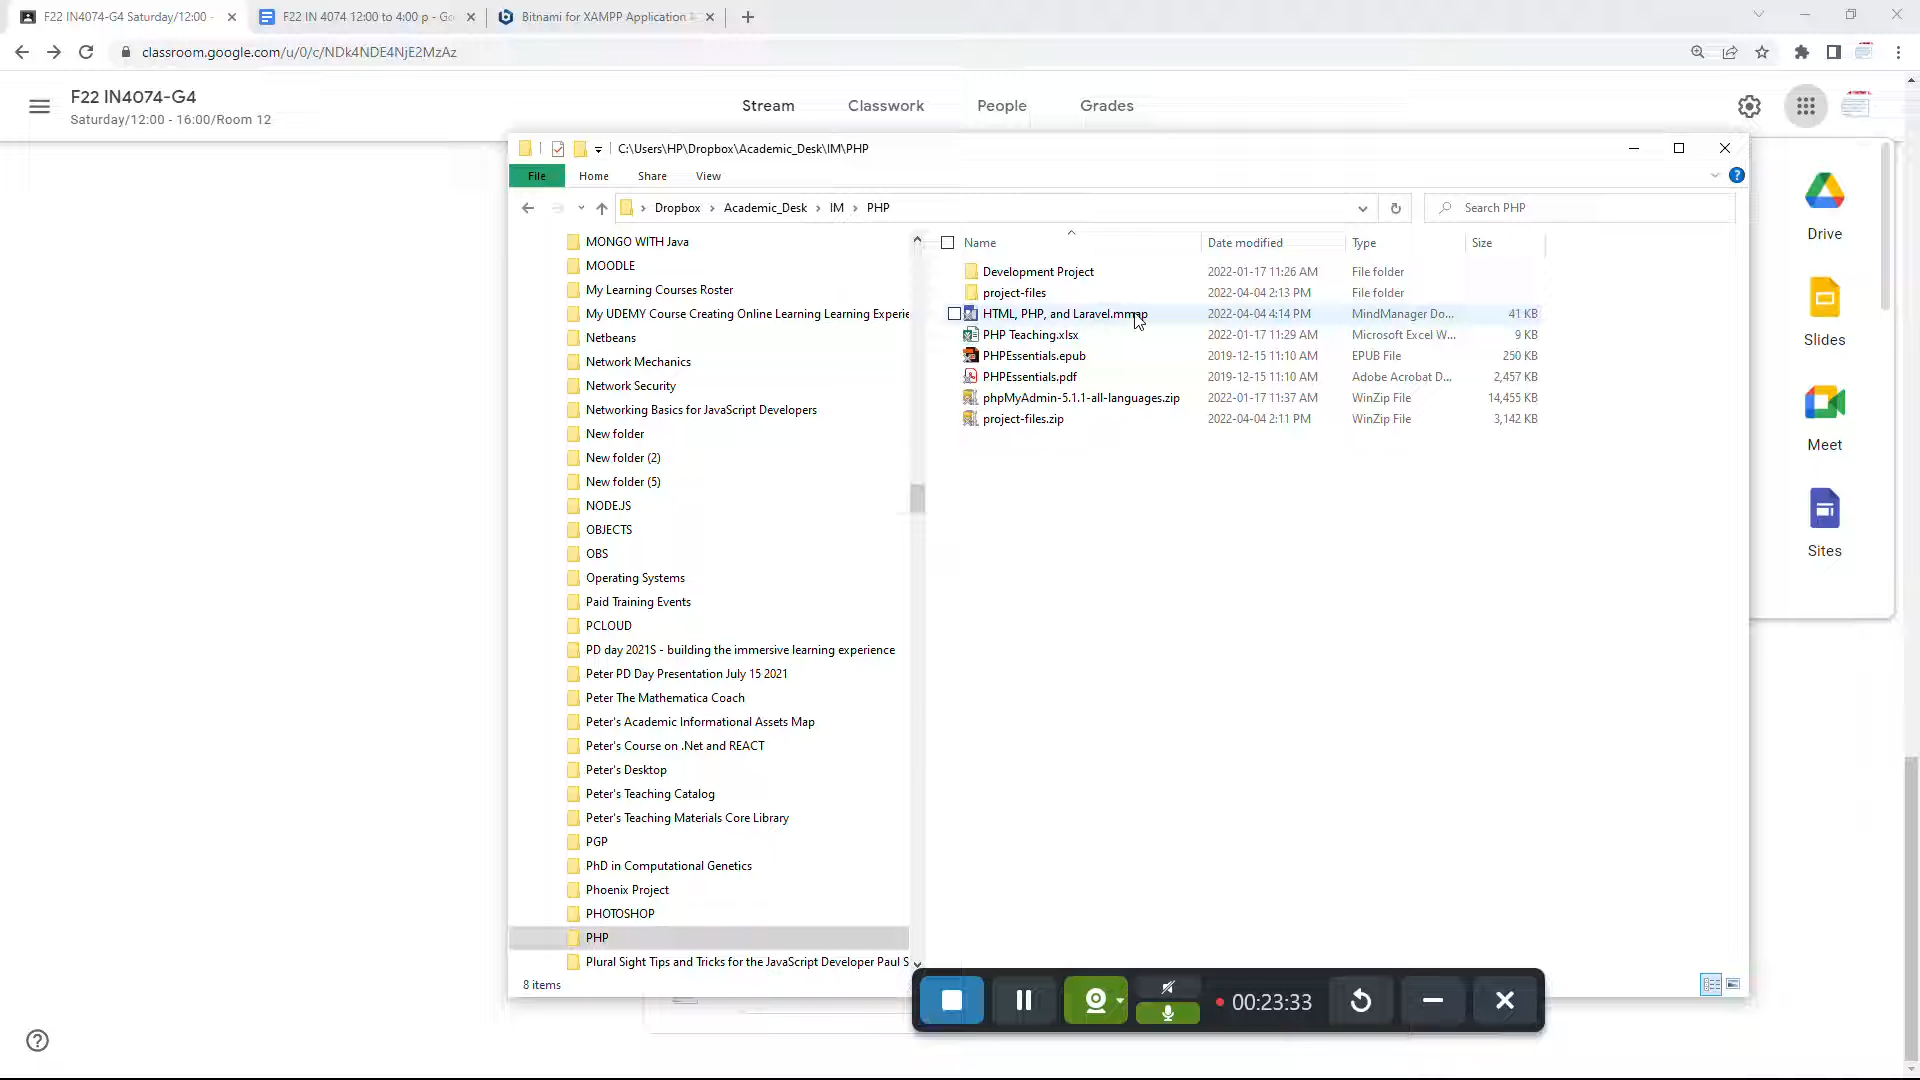 F22 IN4074-G4 Saturday/12:00 -
F22 IN 4074 12:00 to 4:00 p - Go
Bitnami for XAMPP Application
classroom.google.com/u/0/c/NDk4NDE4NjE2MzAz
F22 IN4074-G4
Saturday/12:00 - 16:00/Room 12
Stream
Classwork
People
Grades
C:\Users\HP\Dropbox\Academic_Desk\IM\PHP
File
Home
Share
View
Dropbox
Academic_Desk
IM
PHP
Search PHP
MONGO WITH Java
MOODLE
My Learning Courses Roster
My UDEMY Course Creating Online Learning Learning Experie
Netbeans
Network Mechanics
Network Security
Networking Basics for JavaScript Developers
New folder
New folder (2)
New folder (5)
NODE.JS
OBJECTS
OBS
Operating Systems
Paid Training Events
PCLOUD
PD day 2021S - building the immersive learning experience
Peter PD Day Presentation July 15 2021
Peter The Mathematica Coach
Peter's Academic Informational Assets Map
Peter's Course on .Net and REACT
Peter's Desktop
Peter's Teaching Catalog
Peter's Teaching Materials Core Library
PGP
PhD in Computational Genetics
Phoenix Project
PHOTOSHOP
PHP
Plural Sight Tips and Tricks for the JavaScript Developer Paul S
Name Date modified Type Size
Development Project 2022-01-17 11:26 AM File folder
project-files 2022-04-04 2:13 PM File folder
HTML, PHP, and Laravel.mmap 2022-04-04 4:14 PM MindManager Do... 41 KB
PHP Teaching.xlsx 2022-01-17 11:29 AM Microsoft Excel W... 9 KB
PHPEssentials.epub 2019-12-15 11:10 AM EPUB File 250 KB
PHPEssentials.pdf 2019-12-15 11:10 AM Adobe Acrobat D... 2,457 KB
phpMyAdmin-5.1.1-all-languages.zip 2022-01-17 11:37 AM WinZip File 14,455 KB
project-files.zip 2022-04-04 2:11 PM WinZip File 3,142 KB
8 items
Drive
Slides
Meet
Sites
00:23:33